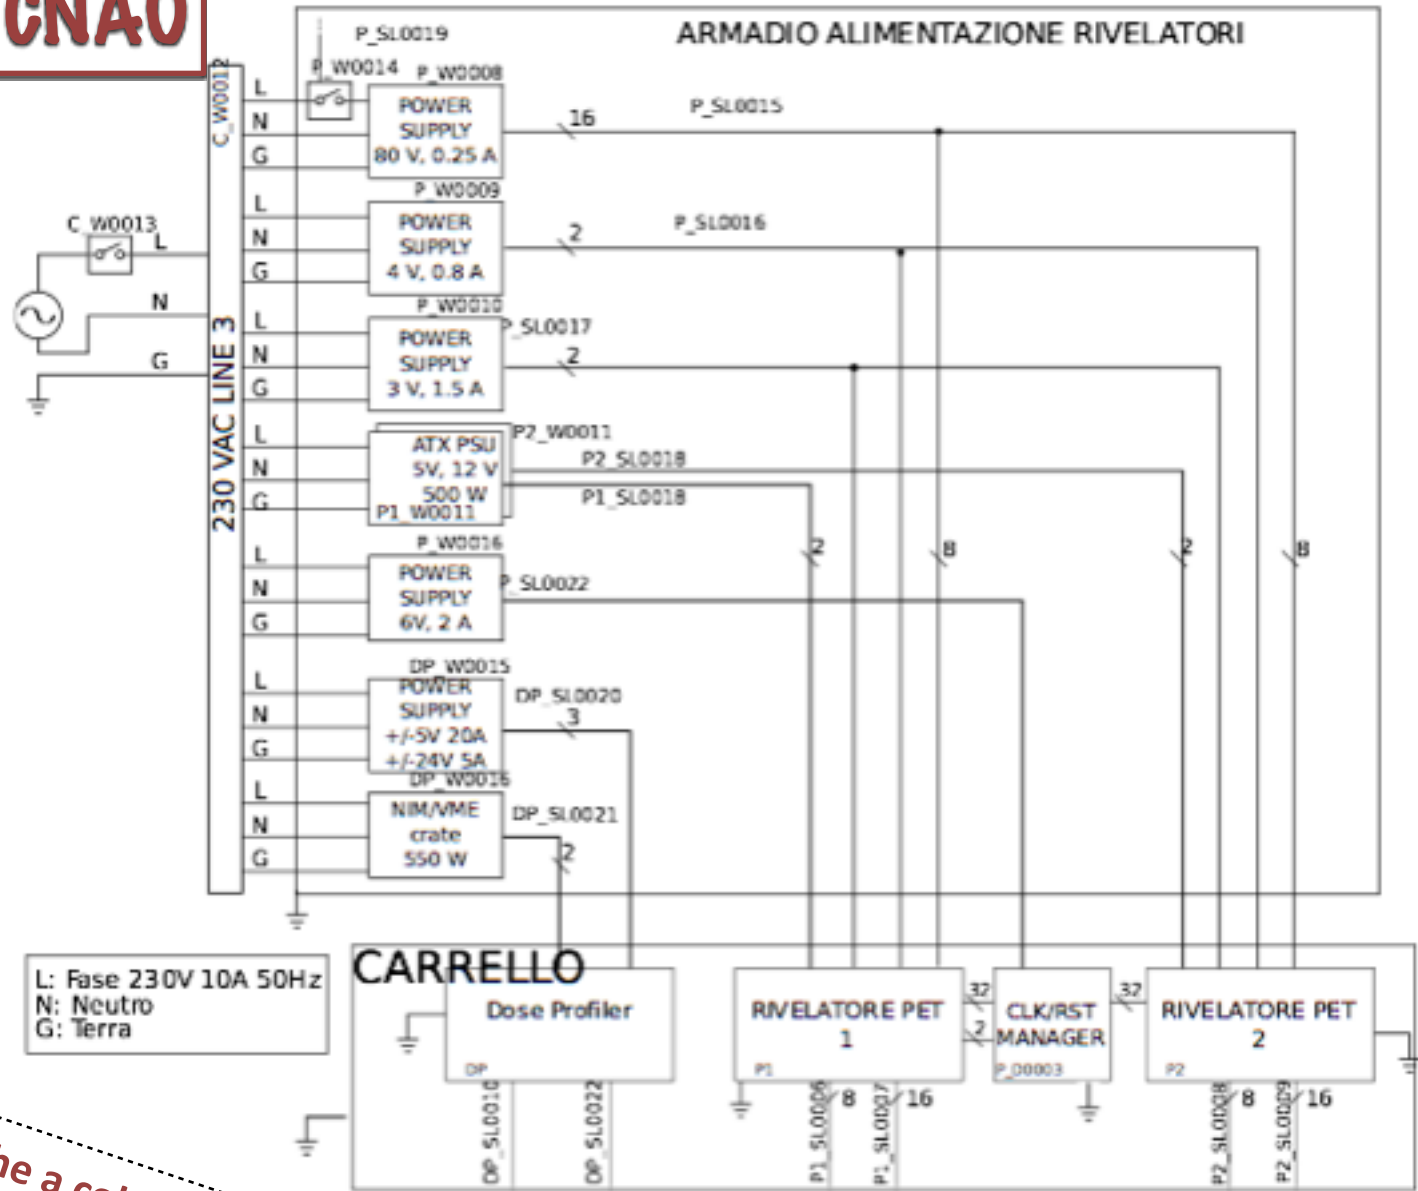 CNAO
ARMADIO ALIMENTAZIONE RIVELATORI
P_SL0019
P_W0014
P_W0008
C_W0012
L
N
G
POWER
SUPPLY
80 V, 0.25 A
16
P_SL0015
P_W0009
L
N
G
POWER
SUPPLY
4 V, 0.8 A
2
P_SL0016
C_W0013
L
N
G
230 VAC LINE 3
P_W0010
L
N
G
POWER
SUPPLY
3 V, 1.5 A
P_SL0017
2
L
N
G
ATX PSU
5V, 12 V
500 W
P1_W0011
P2_W0011
P2_SL0018
P1_SL0018
2
8
2
8
P_W0016
L
N
G
POWER
SUPPLY
6V, 2 A
P_SL0022
DP_W0015
L
N
G
POWER
SUPPLY
+/-5V 20A
+/-24V 5A
DP_SL0020
3
DP_W0016
L
N
G
NIM/VME
crate
550 W
DP_SL0021
2
L: Fase 230V 10A 50Hz
N: Neutro
G: Terra
CARRELLO
Dose Profiler
DP
RIVELATORE PET
1
P1
32
2
CLK/RST
MANAGER
P_D0003
32
RIVELATORE PET
2
P2
DP_SL0010
DP_SL0022
P1_SL0006
8
P1_SL0007
16
P2_SL0008
8
P2_SL0009
16